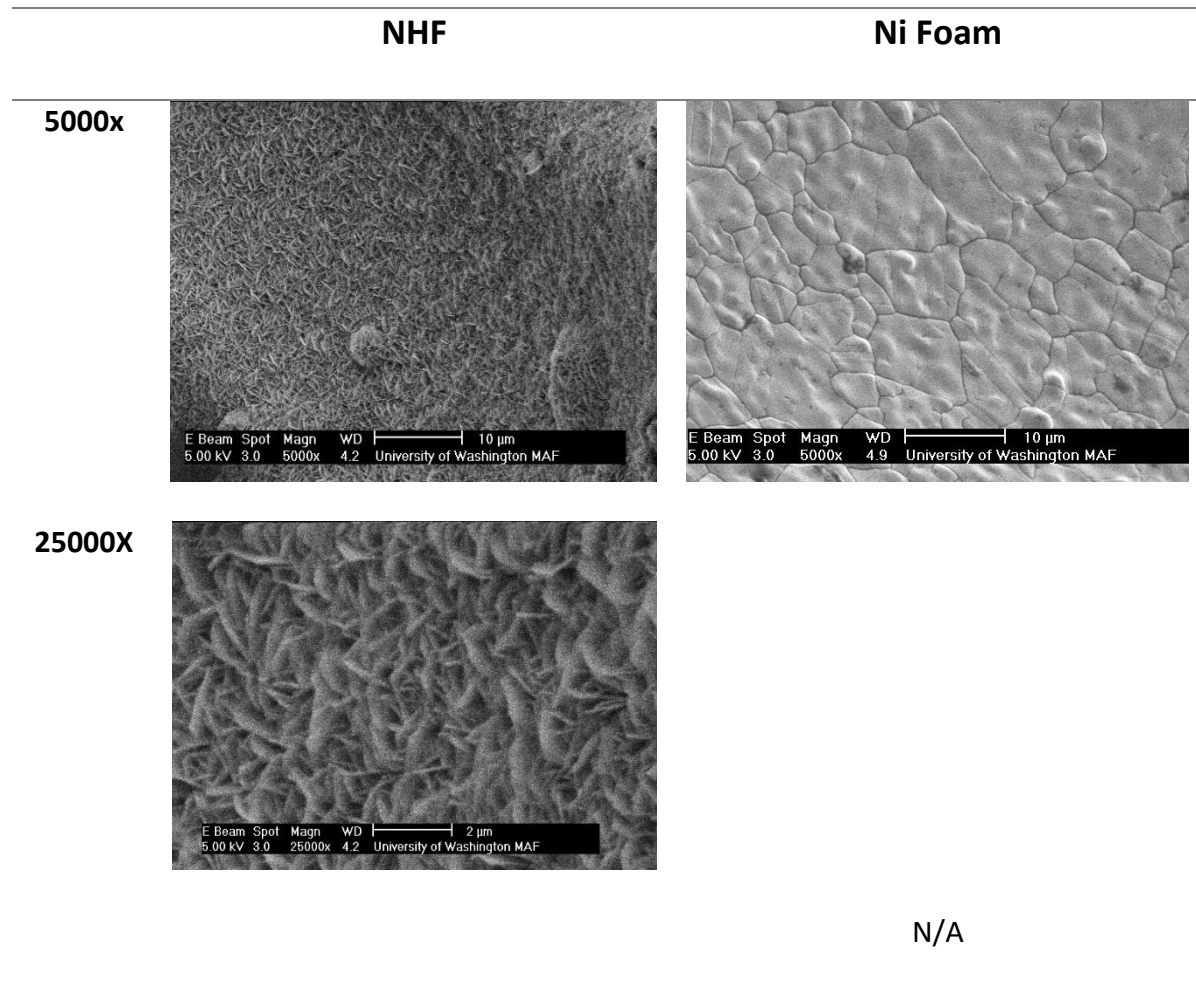 NHF Ni Foam
5000x
E Beam Spot Magn WD 10 µm
5.00 kV 3.0 5000x 4.2 University of Washington MAF
E Beam Spot Magn WD 10 µm
5.00 kV 3.0 5000x 4.9 University of Washington MAF
25000X
E Beam Spot Magn WD 2 µm
5.00 kV 3.0 25000x 4.2 University of Washington MAF
N/A